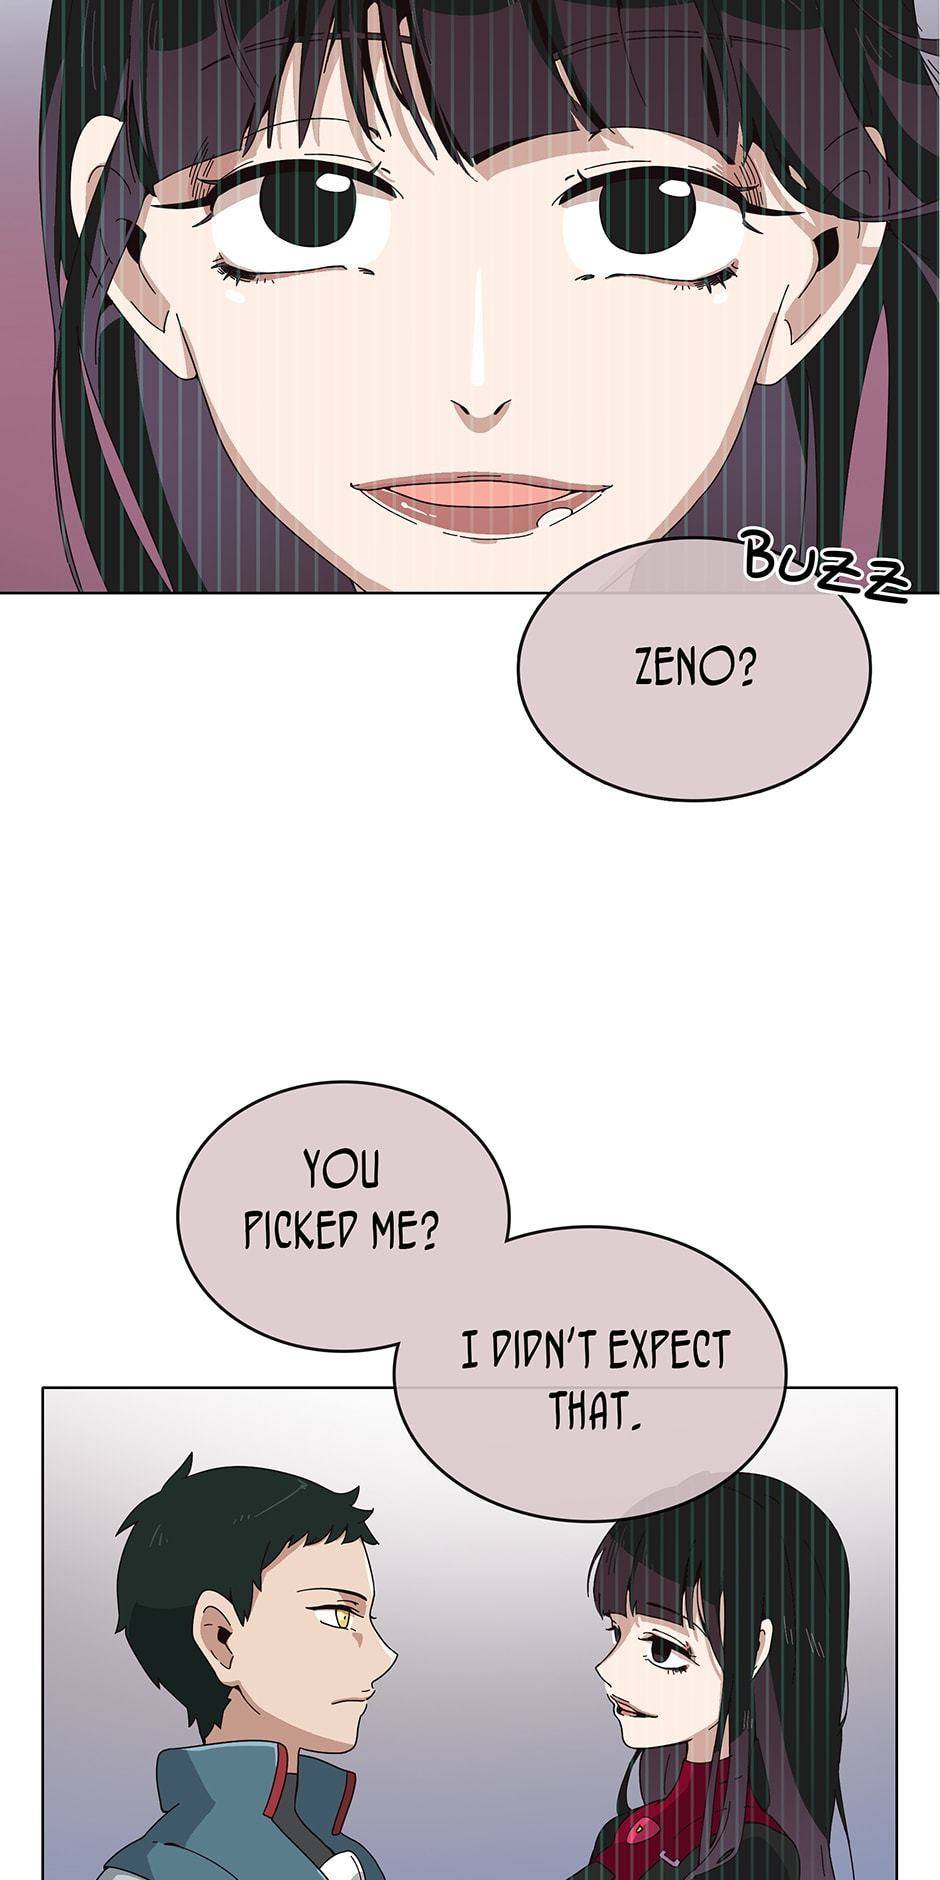 BUZZ
ZENO?
YOU
PICKED ME?
I DIDN'T EXPECT
THAT.